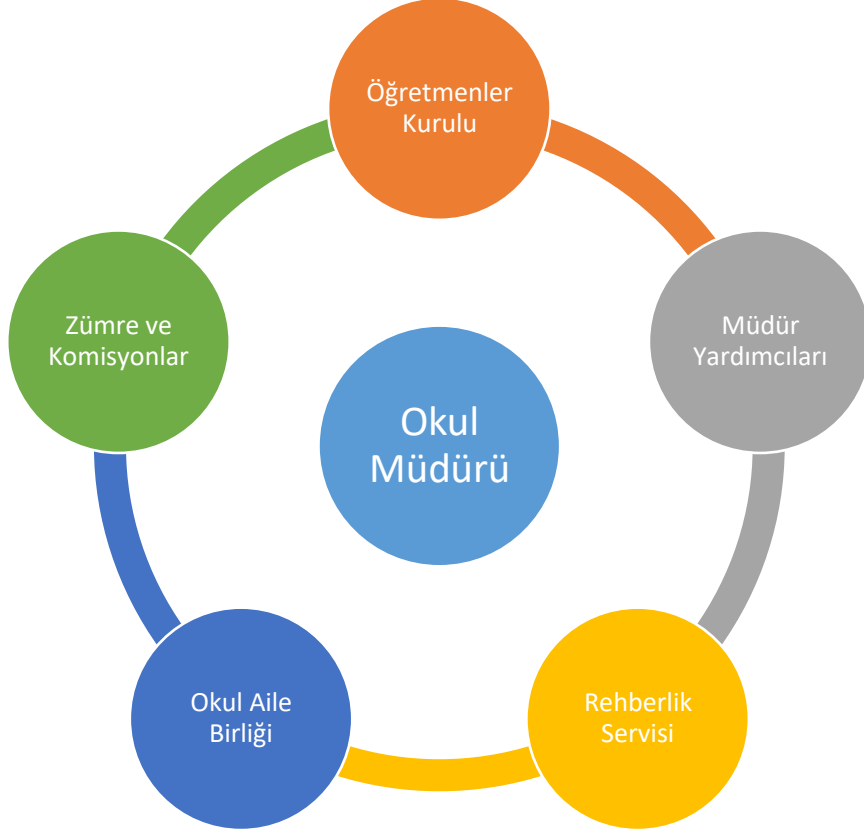 Öğretmenler
Kurulu
Müdür
Yardımcıları
Rehberlik
Servisi
Okul Aile
Birliği
Zümre ve
Komisyonlar
Okul
Müdürü